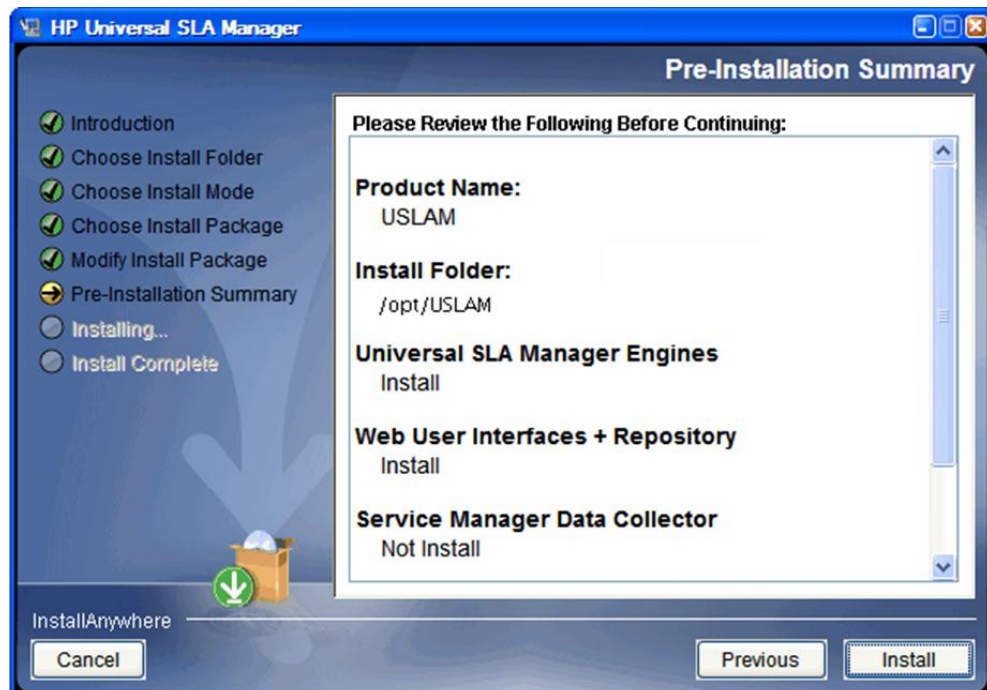 HP Universal SLA Manager
Pre-Installation Summary
Introduction
Choose Install Folder
Choose Install Mode
Choose Install Package
Modify Install Package
Pre-Installation Summary
Installing...
Install Complete
Please Review the Following Before Continuing:
Product Name:
USLAM
Install Folder:
/opt/USLAM
Universal SLA Manager Engines
Install
Web User Interfaces + Repository
Install
Service Manager Data Collector
Not Install
InstallAnywhere
Cancel
Previous
Install